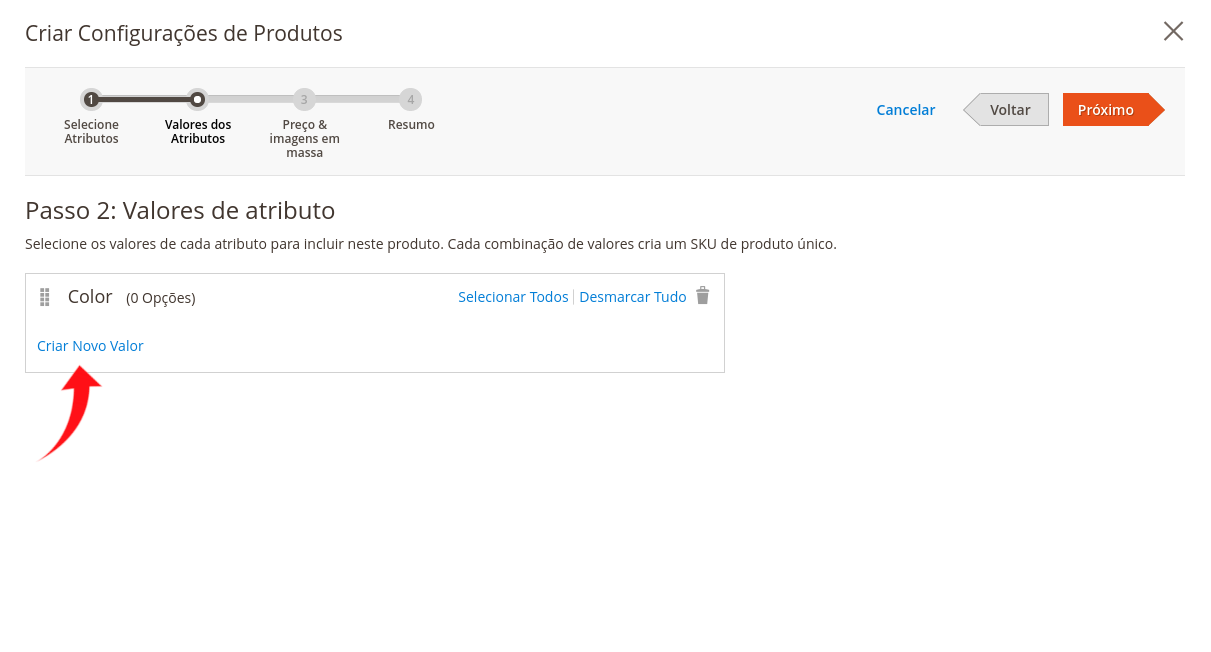 Criar Configurações de Produtos
1
3
4
Selecione
Atributos
Valores dos
Atributos
Preço &
imagens em
massa
Resumo
Cancelar
Voltar
Próximo
Passo 2: Valores de atributo
Selecione os valores de cada atributo para incluir neste produto. Cada combinação de valores cria um SKU de produto único.
Color (0 Opções)
Selecionar Todos
Desmarcar Tudo
Criar Novo Valor